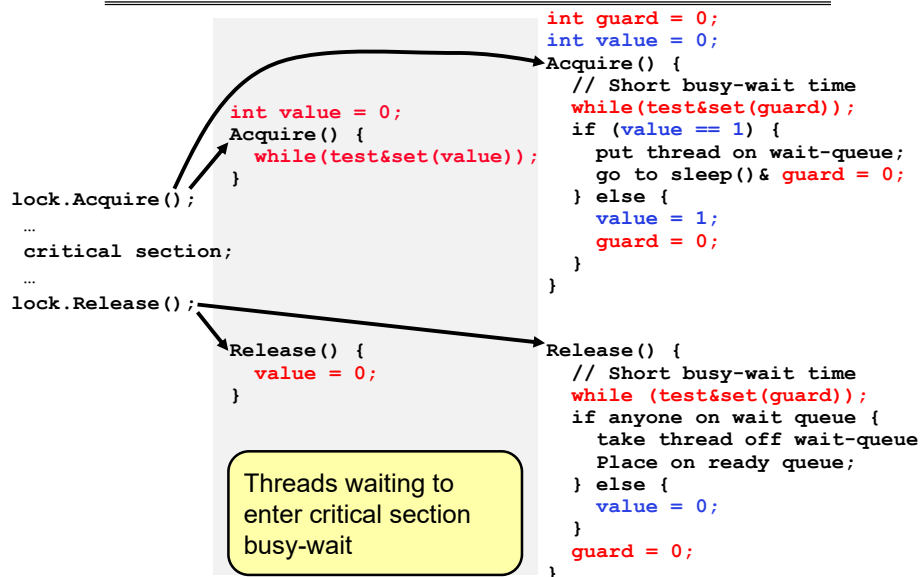 lock.Acquire();
…
critical section;
…
lock.Release();
int value = 0;
Acquire() {
while(test&set(value));
}
Release() {
value = 0;
}
Threads waiting to
enter critical section
busy-wait
int guard = 0;
int value = 0;
Acquire() {
// Short busy-wait time
while(test&set(guard));
if (value == 1) {
put thread on wait-queue;
go to sleep()& guard = 0;
} else {
value = 1;
guard = 0;
}
}
Release() {
// Short busy-wait time
while (test&set(guard));
if anyone on wait queue {
take thread off wait-queue
Place on ready queue;
} else {
value = 0;
}
guard = 0;
}